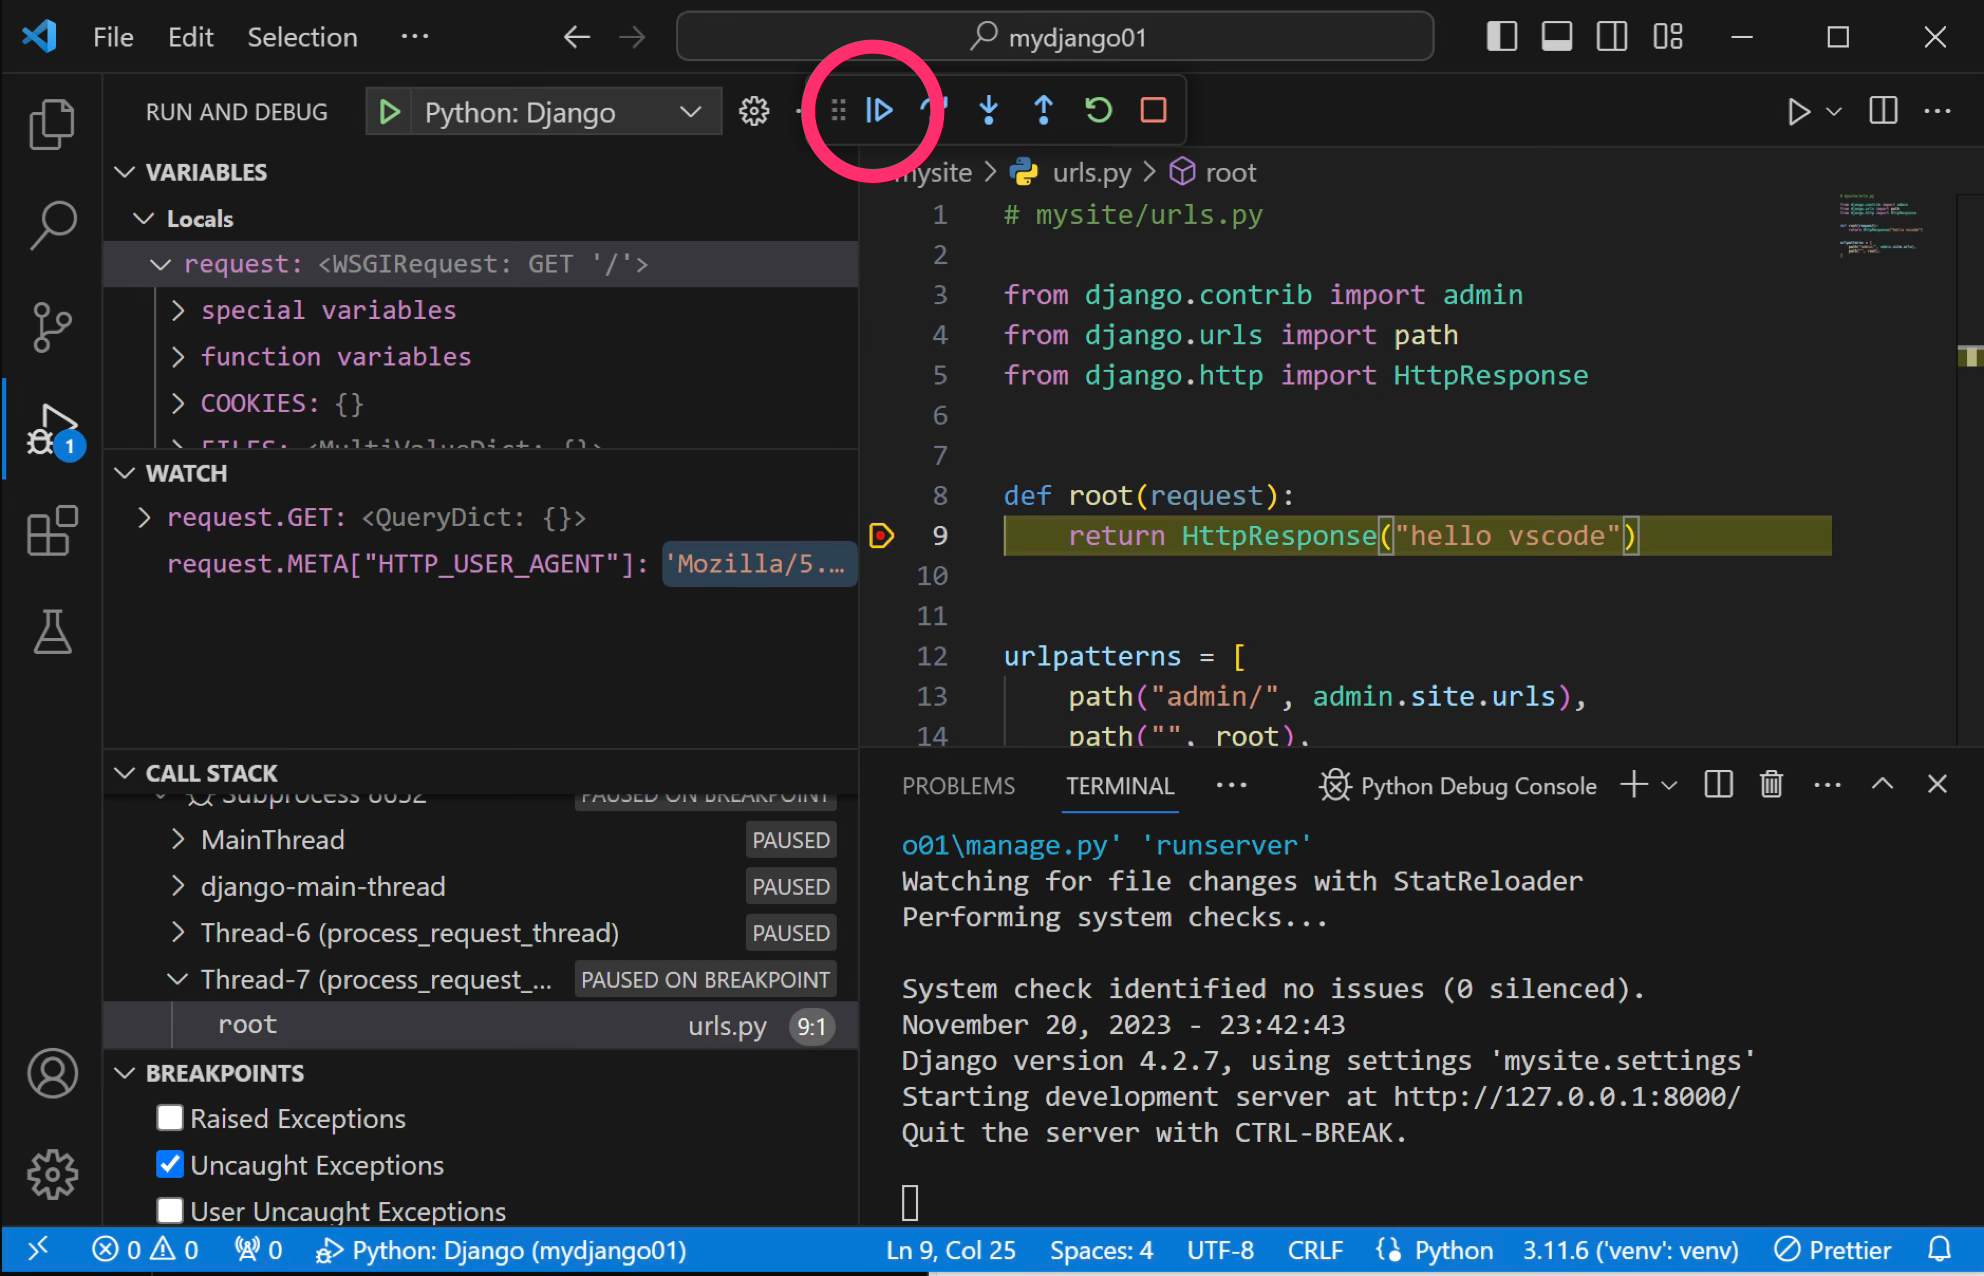 File Edit Selection ··· mydjango01
RUN AND DEBUG Python: Django
VARIABLES
Locals
request: <WSGIRequest: GET '/'>
special variables
function variables
COOKIES: {}
FILES: <MultiValueDict: {}>
WATCH
request.GET: <QueryDict: {}>
request.META["HTTP_USER_AGENT"]: 'Mozilla/5.…
CALL STACK
Subprocess 8652 PAUSED ON BREAKPOINT
MainThread PAUSED
django-main-thread PAUSED
Thread-6 (process_request_thread) PAUSED
Thread-7 (process_request_... PAUSED ON BREAKPOINT
root urls.py 9:1
BREAKPOINTS
Raised Exceptions
Uncaught Exceptions
User Uncaught Exceptions
1
mysite > urls.py > root
1 # mysite/urls.py
2
3 from django.contrib import admin
4 from django.urls import path
5 from django.http import HttpResponse
6
7
8 def root(request):
9 return HttpResponse("hello vscode")
10
11
12 urlpatterns = [
13 path("admin/", admin.site.urls),
14 path("", root),
PROBLEMS TERMINAL ··· Python Debug Console
o01\manage.py' 'runserver'
Watching for file changes with StatReloader
Performing system checks...
System check identified no issues (0 silenced).
November 20, 2023 - 23:42:43
Django version 4.2.7, using settings 'mysite.settings'
Starting development server at http://127.0.0.1:8000/
Quit the server with CTRL-BREAK.
0 0 0 Python: Django (mydjango01) Ln 9, Col 25 Spaces: 4 UTF-8 CRLF Python 3.11.6 ('venv': venv) Prettier